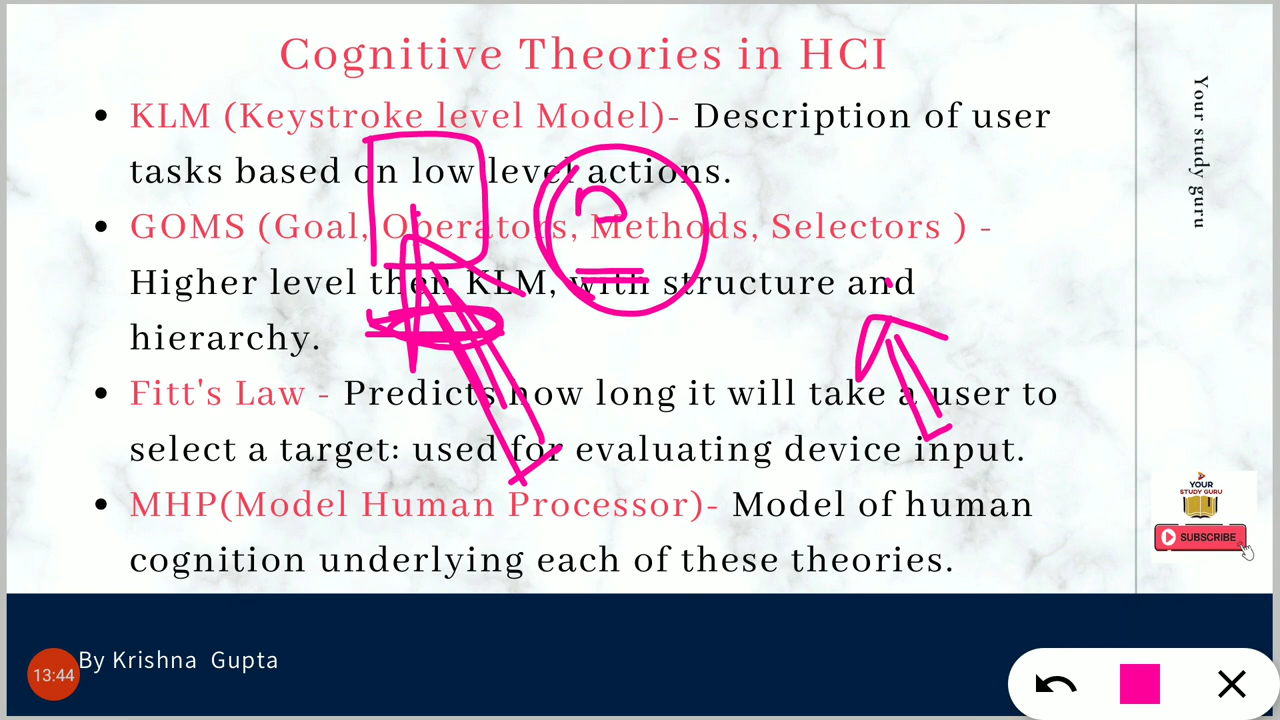 Cognitive Theories in HCI
• KLM (Keystroke level Model)- Description of user
tasks based on low level actions.
• GOMS (Goal, Operators, Methods, Selectors ) -
Higher level then KLM, with structure and
hierarchy.
• Fitt's Law - Predicts how long it will take a user to
select a target: used for evaluating device input.
• MHP(Model Human Processor)- Model of human
cognition underlying each of these theories.
Your study guru
YOUR
STUDY GURU
SUBSCRIBE
By Krishna Gupta
13:44